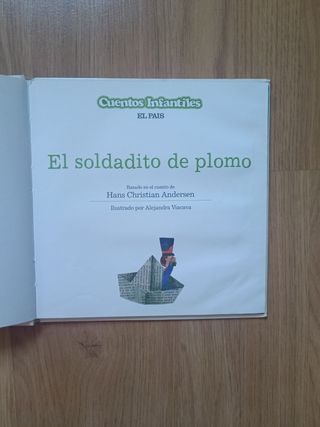 Cuentos Infantiles
EL PAIS
El soldadito de plomo
Basado en el cuento de
Hans Christian Andersen
Ilustrado por Alejandra Viacava